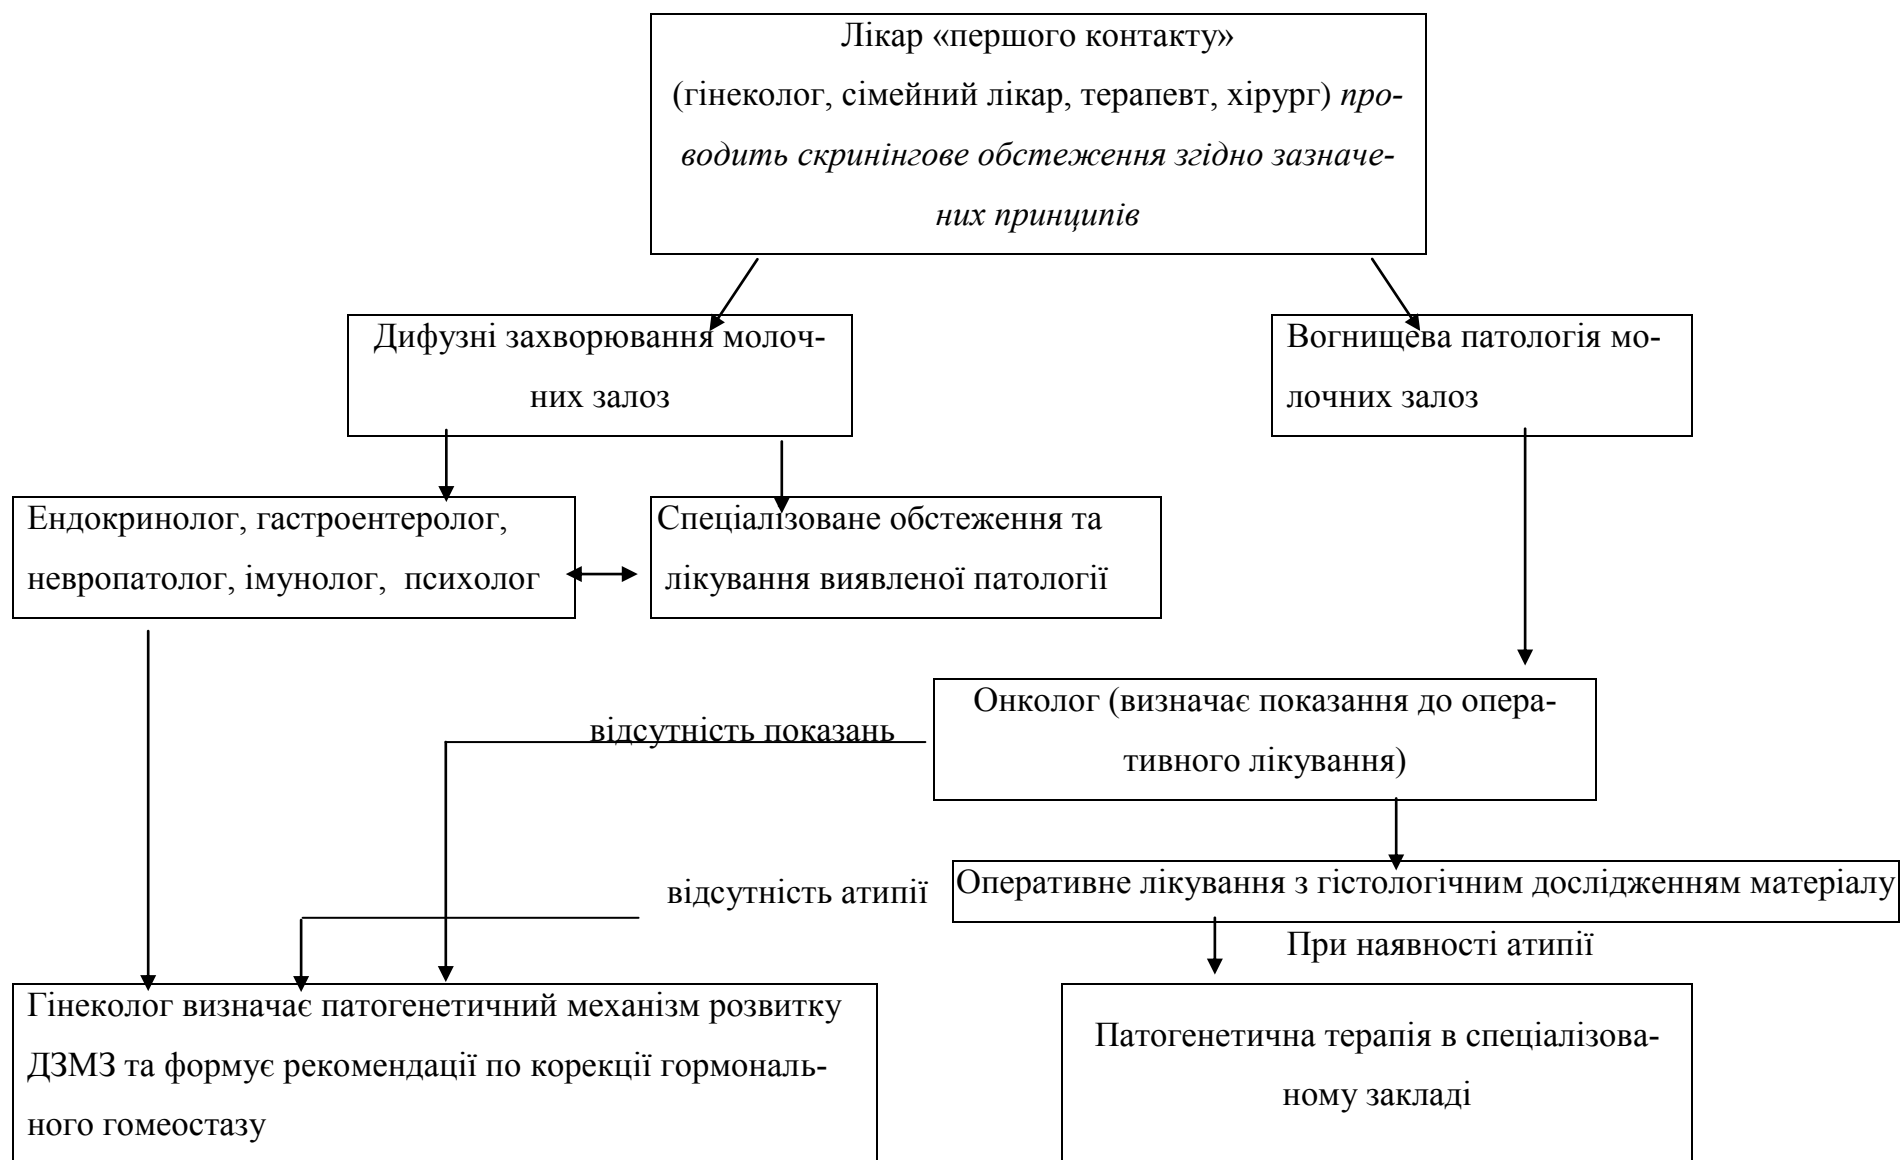 Лікар «першого контакту»
(гінеколог, сімейний лікар, терапевт, хірург) про-
водить скринінгове обстеження згідно зазначе-
них принципів
Дифузні захворювання молоч-
них залоз
Вогнищева патологія мо-
лочних залоз
Ендокринолог, гастроентеролог,
невропатолог, імунолог, психолог
Спеціалізоване обстеження та
лікування виявленої патології
Онколог (визначає показання до опера-
тивного лікування)
відсутність показань
відсутність атипії
Оперативне лікування з гістологічним дослідженням матеріалу
При наявності атипії
Гінеколог визначає патогенетичний механізм розвитку
ДЗМЗ та формує рекомендації по корекції гормональ-
ного гомеостазу
Патогенетична терапія в спеціалізова-
ному закладі